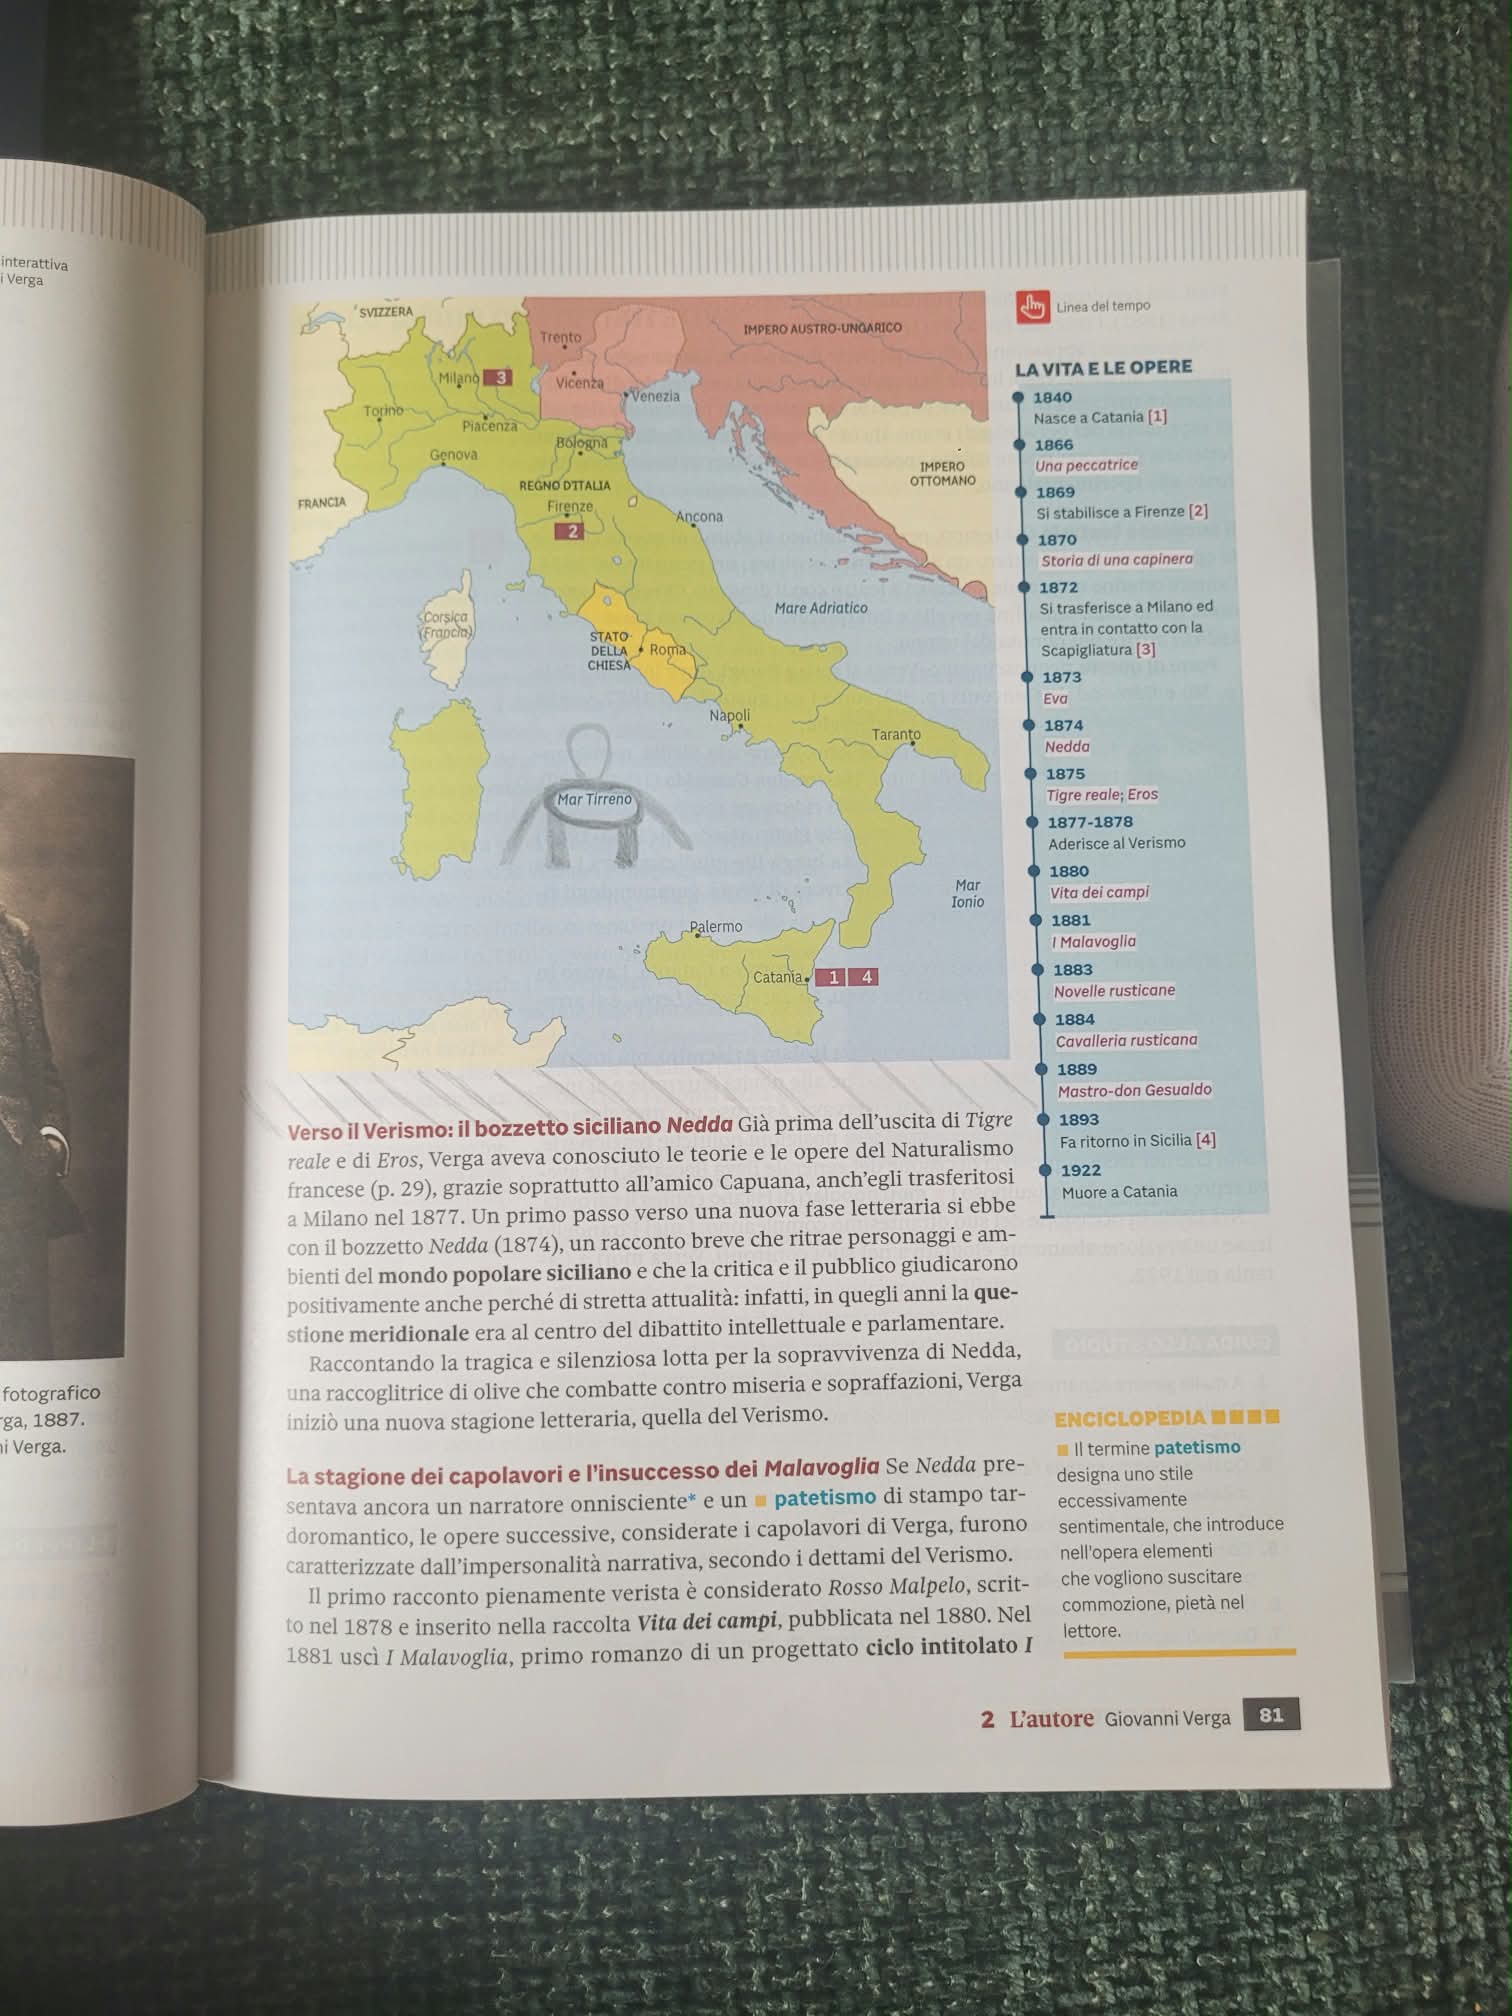 interattiva
i Verga
fotografico
rga, 1887.
ni Verga.
SVIZZERA
Trento
IMPERO AUSTRO-UNGARICO
Milano 3
Vicenza
Venezia
Torino
Piacenza
Bologna
Genova
IMPERO
OTTOMANO
REGNO D'ITALIA
FRANCIA
Firenze
2
Ancona
Corsica
(Francia)
Mare Adriatico
STATO
DELLA
CHIESA
Roma
Napoli
Taranto
Mar Tirreno
Mar
Ionio
Palermo
Catania 1 4
Linea del tempo
LA VITA E LE OPERE
1840
Nasce a Catania [1]
1866
Una peccatrice
1869
Si stabilisce a Firenze [2]
1870
Storia di una capinera
1872
Si trasferisce a Milano ed
entra in contatto con la
Scapigliatura [3]
1873
Eva
1874
Nedda
1875
Tigre reale; Eros
1877-1878
Aderisce al Verismo
1880
Vita dei campi
1881
I Malavoglia
1883
Novelle rusticane
1884
Cavalleria rusticana
1889
Mastro-don Gesualdo
1893
Fa ritorno in Sicilia [4]
1922
Muore a Catania
Verso il Verismo: il bozzetto siciliano Nedda Già prima dell'uscita di Tigre
reale e di Eros, Verga aveva conosciuto le teorie e le opere del Naturalismo
francese (p. 29), grazie soprattutto all'amico Capuana, anch'egli trasferitosi
a Milano nel 1877. Un primo passo verso una nuova fase letteraria si ebbe
con il bozzetto Nedda (1874), un racconto breve che ritrae personaggi e am-
bienti del mondo popolare siciliano e che la critica e il pubblico giudicarono
positivamente anche perché di stretta attualità: infatti, in quegli anni la que-
stione meridionale era al centro del dibattito intellettuale e parlamentare.
Raccontando la tragica e silenziosa lotta per la sopravvivenza di Nedda,
una raccoglitrice di olive che combatte contro miseria e sopraffazioni, Verga
iniziò una nuova stagione letteraria, quella del Verismo.
La stagione dei capolavori e l'insuccesso dei Malavoglia Se Nedda pre-
sentava ancora un narratore onnisciente* e un patetismo di stampo tar-
doromantico, le opere successive, considerate i capolavori di Verga, furono
caratterizzate dall'impersonalità narrativa, secondo i dettami del Verismo.
Il primo racconto pienamente verista è considerato Rosso Malpelo, scrit-
to nel 1878 e inserito nella raccolta Vita dei campi, pubblicata nel 1880. Nel
1881 uscì I Malavoglia, primo romanzo di un progettato ciclo intitolato I
ENCICLOPEDIA
Il termine patetismo
designa uno stile
eccessivamente
sentimentale, che introduce
nell'opera elementi
che vogliono suscitare
commozione, pietà nel
lettore.
2 L'autore Giovanni Verga 81